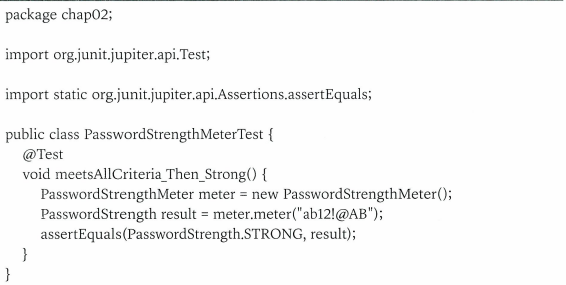 package chap02;

import org.junit.jupiter.api.Test;

import static org.junit.jupiter.api.Assertions.assertEquals;

public class PasswordStrengthMeterTest {
    @Test
    void meetsAllCriteria_Then_Strong() {
        PasswordStrengthMeter meter = new PasswordStrengthMeter();
        PasswordStrength result = meter.meter("ab12!@AB");
        assertEquals(PasswordStrength.STRONG, result);
    }
}